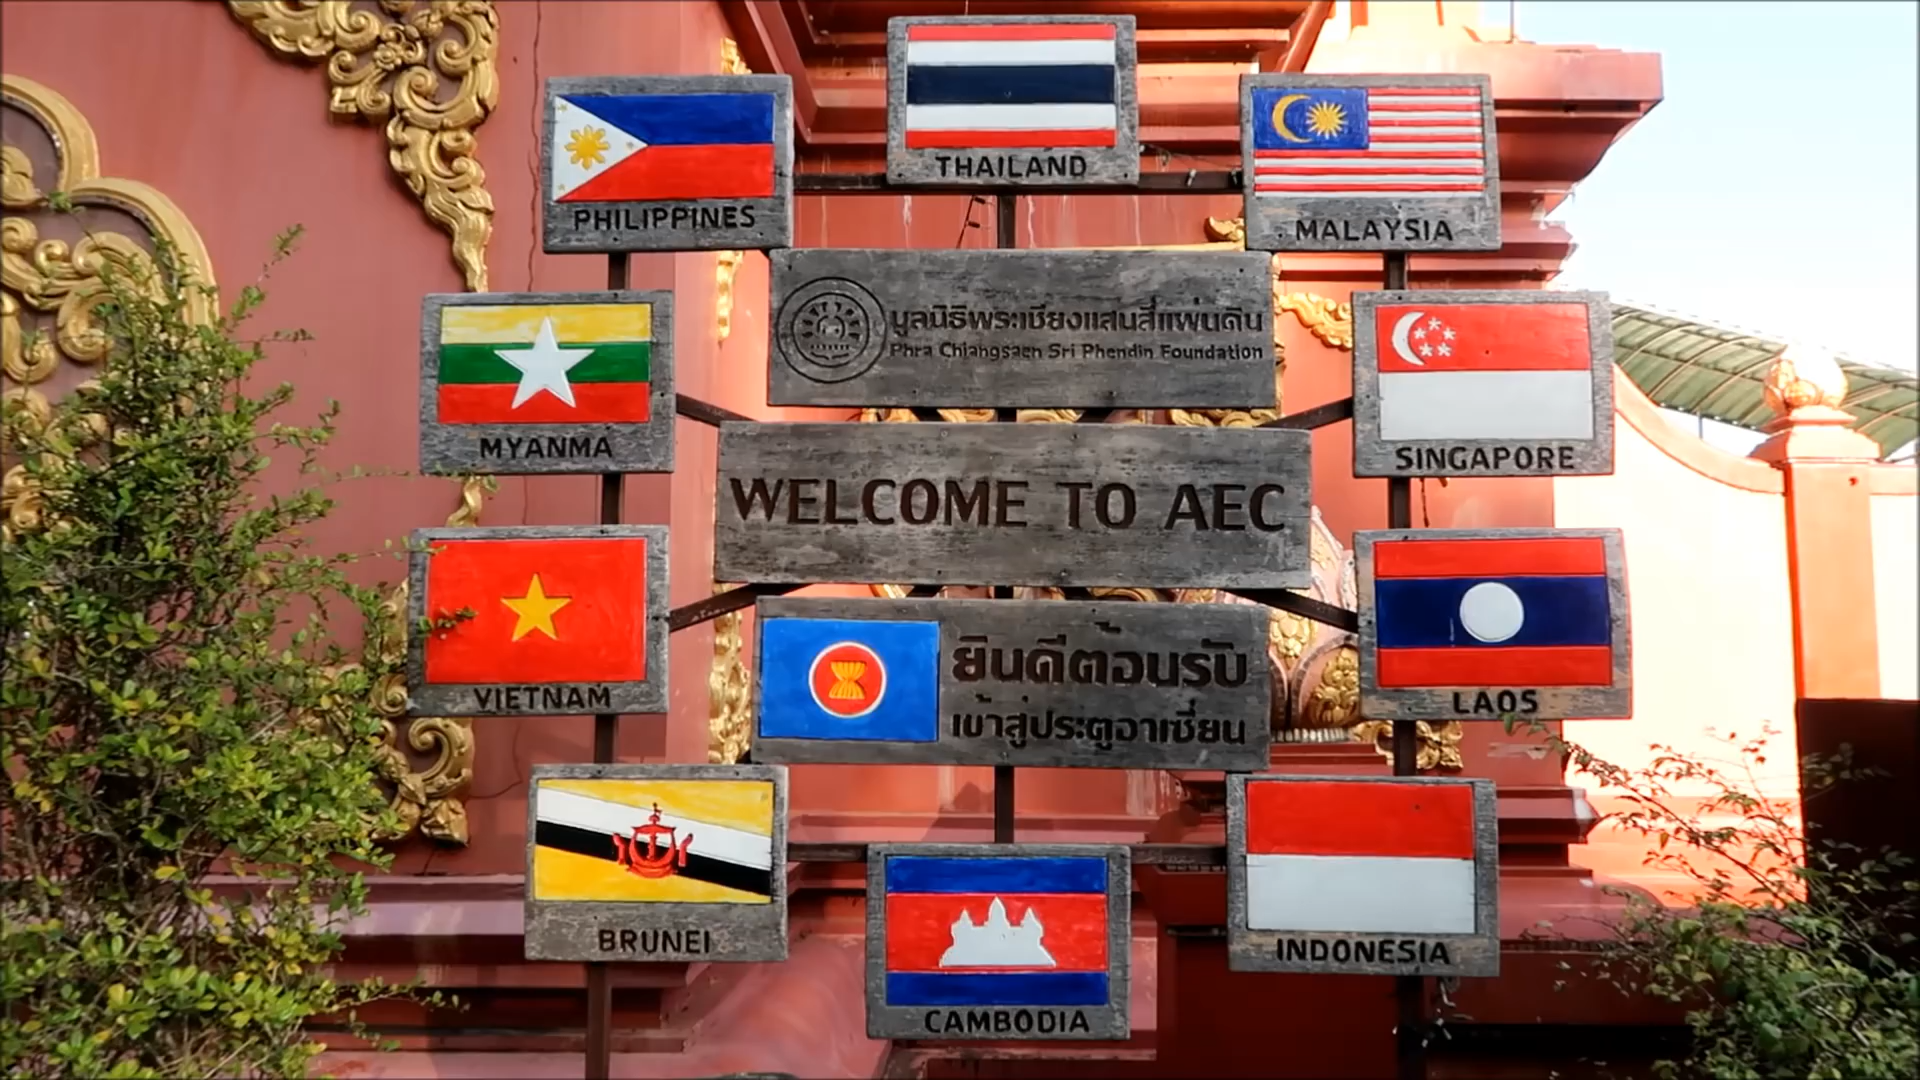 THAILAND
PHILIPPINES
MALAYSIA
มูลนิธิพระเชียงแสนสี่แผ่นดิน
Phra Chiangsaen Sri Phendin Foundation
MYANMA
SINGAPORE
WELCOME TO AEC
VIETNAM
LAOS
ยินดีต้อนรับ
เข้าสู่ประตูอาเซี่ยน
BRUNEI
INDONESIA
CAMBODIA